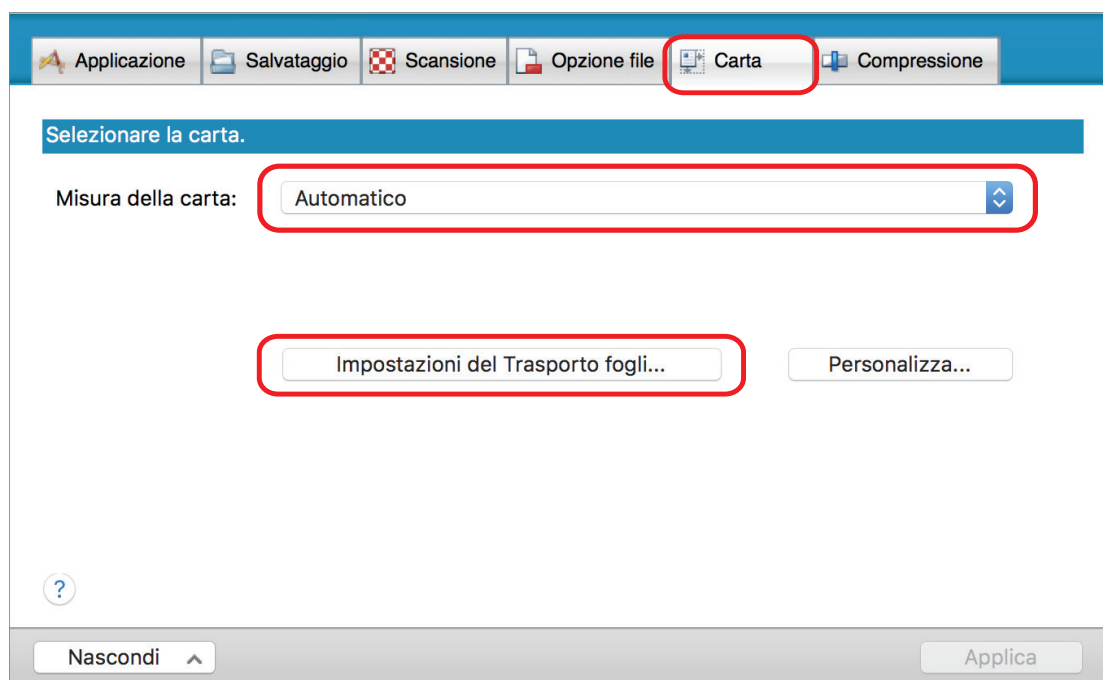 Applicazione Salvataggio Scansione Opzione file Carta Compressione
Selezionare la carta.
Misura della carta: Automatico
Impostazioni del Trasporto fogli... Personalizza...
?
Nascondi Applica